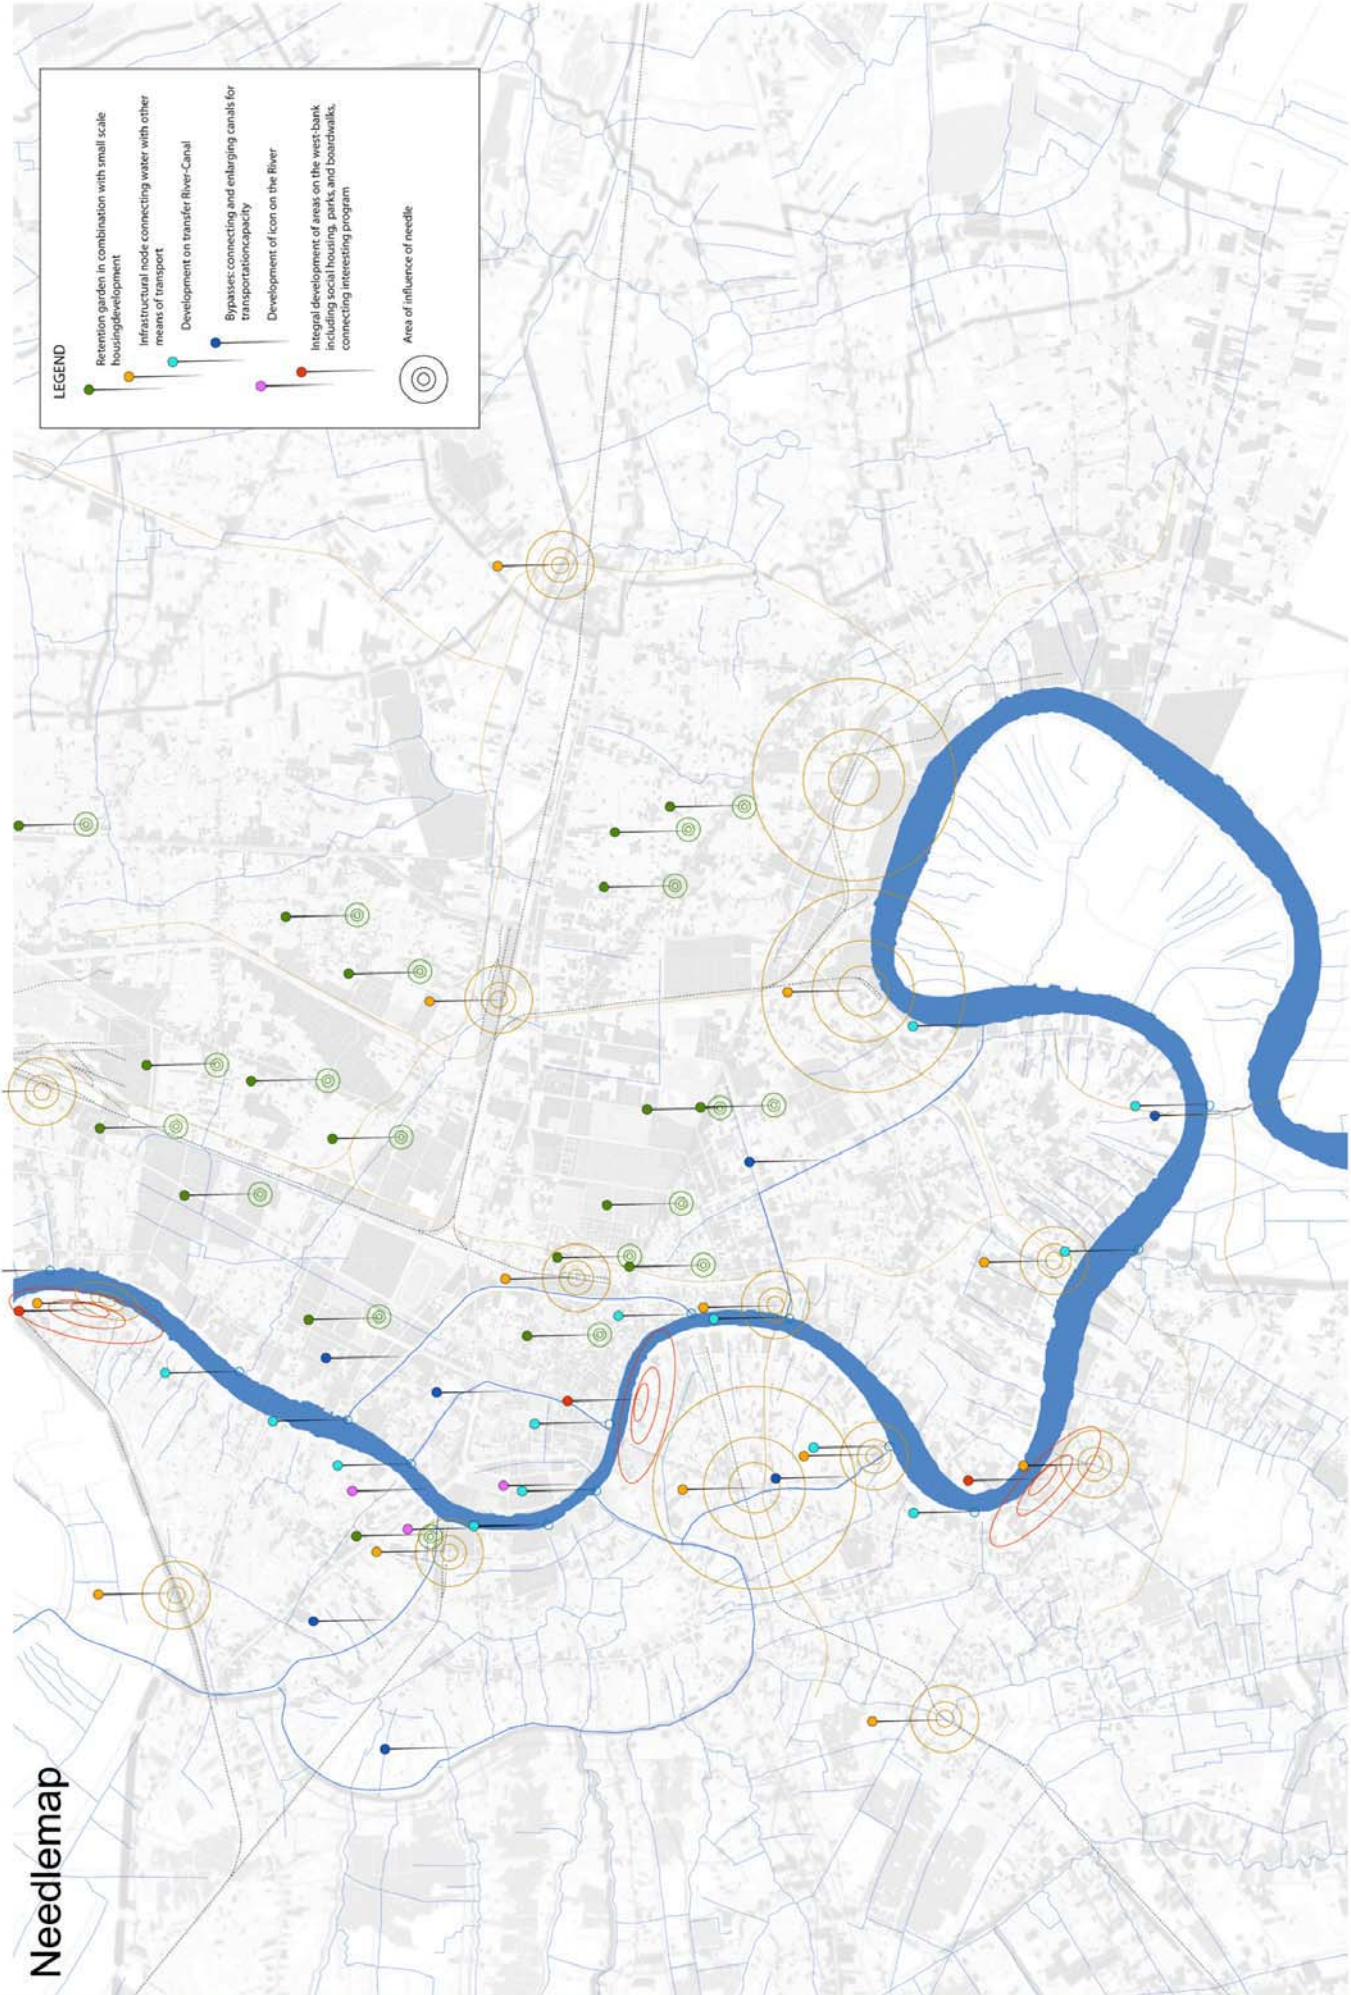 Needlemap
LEGEND
Retention garden in combination with small scale
housingdevelopment
Infrastructural node connecting water with other
means of transport
Development on transfer River-Canal
Bypasses: connecting and enlarging canals for
transportationcapacity
Development of icon on the River
Integral development of areas on the west-bank
including social housing, parks, and boardwalks,
connecting interesting program
Area of influence of needle